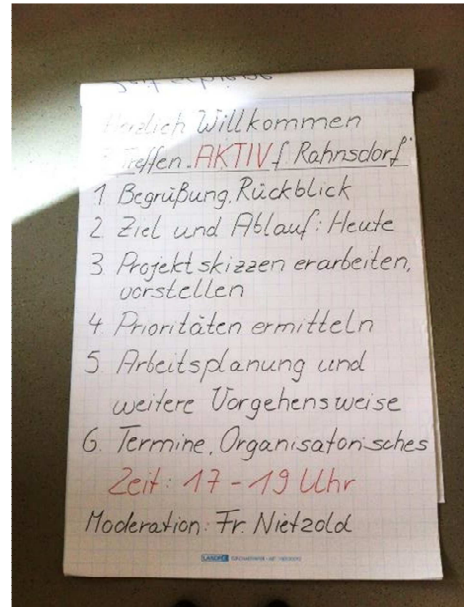 Herzlich Willkommen
Treffen "AKTIV f. Rahnsdorf"
1 Begrüßung, Rückblick
2. Ziel und Ablauf: Heute
3. Projektskizzen erarbeiten,
vorstellen
4. Prioritäten ermitteln
5. Arbeitsplanung und
weitere Vorgehensweise
6. Termine, Organisatorisches
Zeit: 17 - 19 Uhr
Moderation: Fr. Nietzold